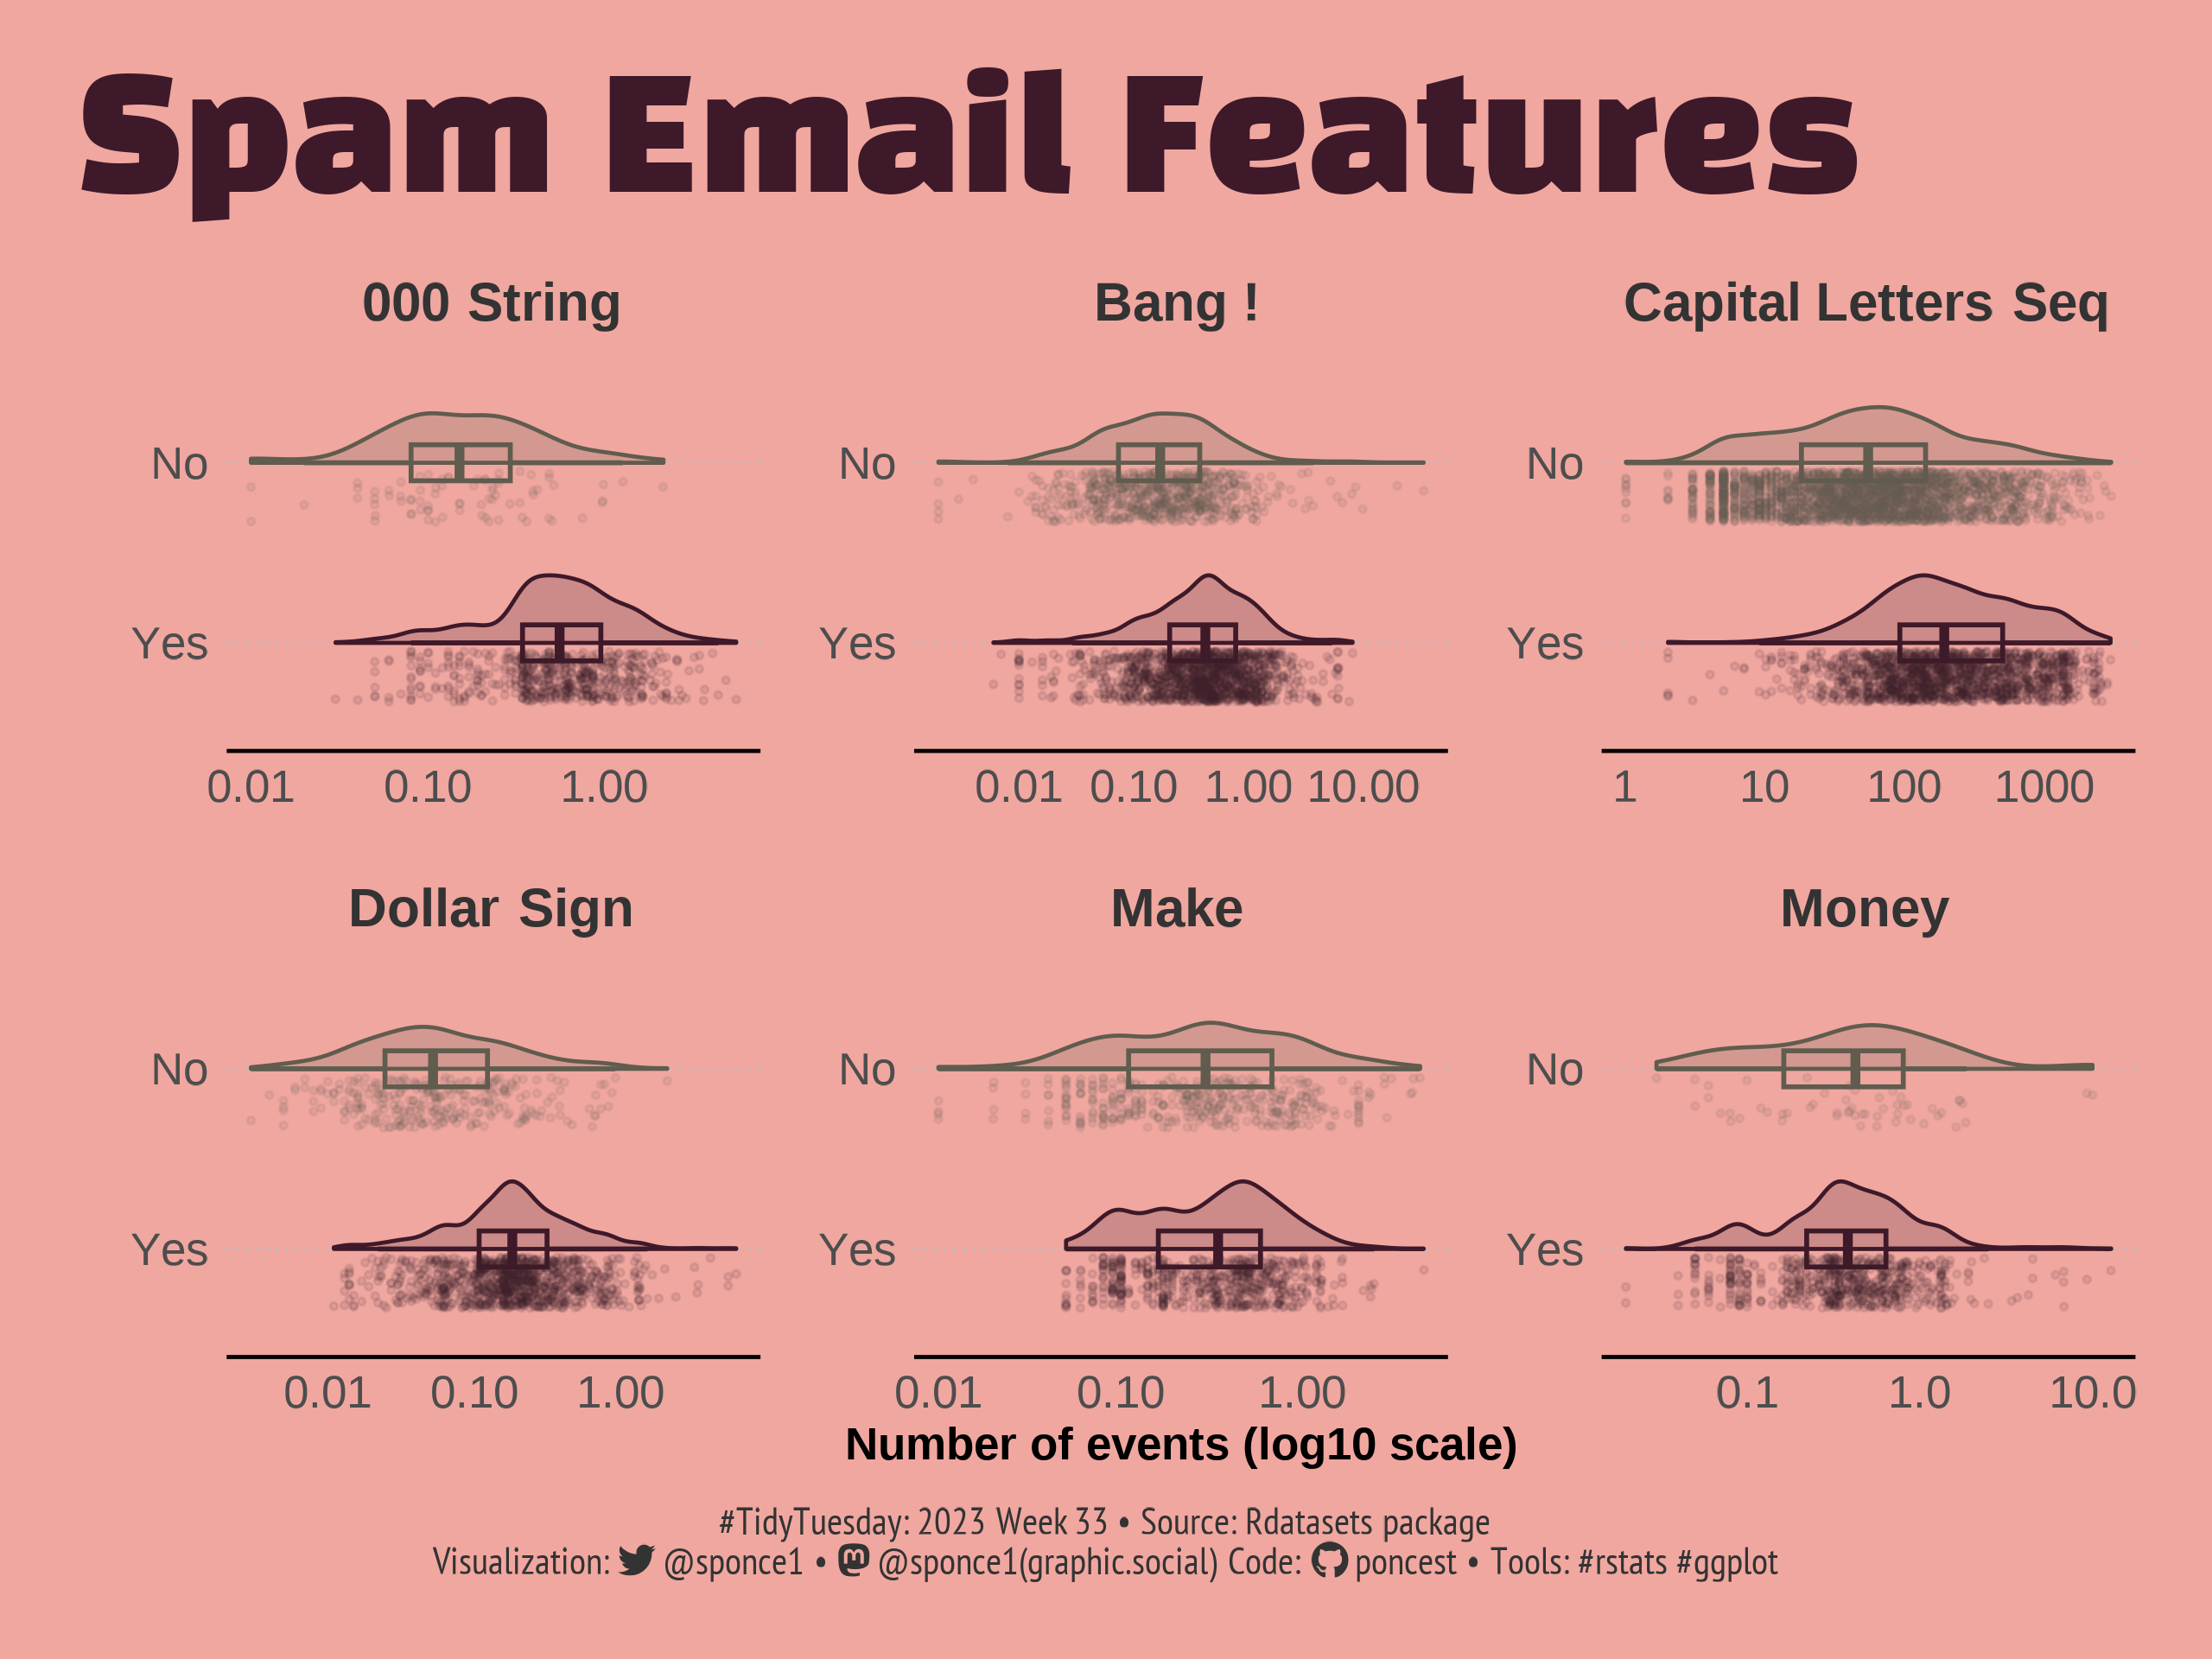 Spam Email Features
000 String
Bang !
Capital Letters Seq
No
No
No
Yes
Yes
Yes
0.01 0.10 1.00
0.01 0.10 1.00 10.00
1 10 100 1000
Dollar Sign
Make
Money
No
No
No
Yes
Yes
Yes
0.01 0.10 1.00
0.01 0.10 1.00
0.1 1.0 10.0
Number of events (log10 scale)
#TidyTuesday: 2023 Week 33 • Source: Rdatasets package
Visualization: @sponce1 • @sponce1(graphic.social) Code: poncest • Tools: #rstats #ggplot